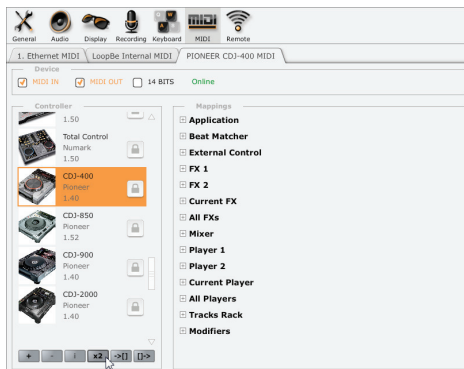 General Audio Display Recording Keyboard MIDI Remote
1. Ethernet MIDI LoopBe Internal MIDI PIONEER CDJ-400 MIDI
Device
MIDI IN MIDI OUT 14 BITS Online
Controller
1.50
Total Control
Numark
1.50
CDJ-400
Pioneer
1.40
CDJ-850
Pioneer
1.52
CDJ-900
Pioneer
1.40
CDJ-2000
Pioneer
1.40
+ - i x2 ->[] []->
Mappings
Application
Beat Matcher
External Control
FX 1
FX 2
Current FX
All FXs
Mixer
Player 1
Player 2
Current Player
All Players
Tracks Rack
Modifiers